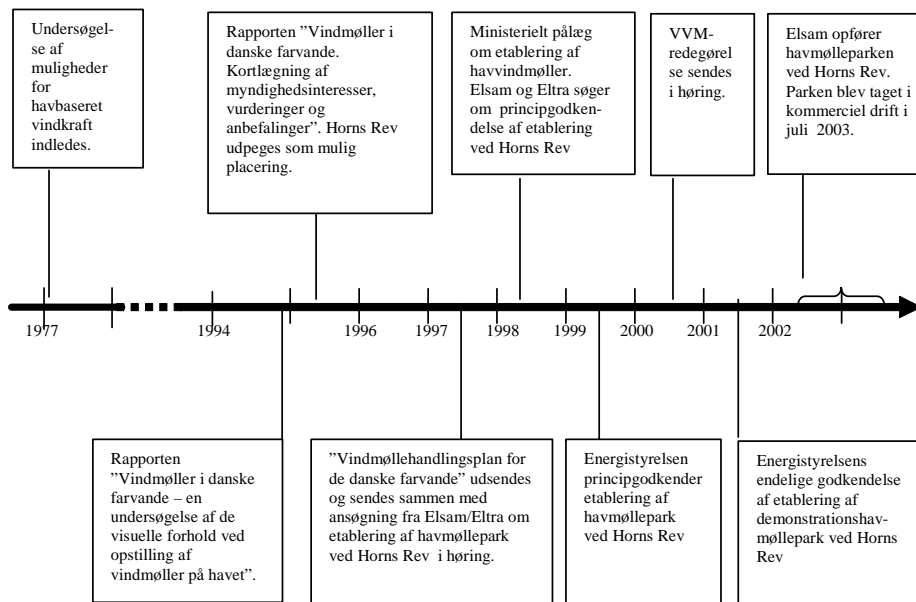 Undersøgel-
se af
muligheder
for
havbaseret
vindkraft
indledes.
Rapporten ”Vindmøller i
danske farvande.
Kortlægning af
myndighedsinteresser,
vurderinger og
anbefalinger”. Horns Rev
udpeges som mulig
placering.
Ministerielt pålæg
om etablering af
havvindmøller.
Elsam og Eltra søger
om principgodken-
delse af etablering
ved Horns Rev
VVM-
redegørel
se sendes
i høring.
Elsam opfører
havmølleparken
ved Horns Rev.
Parken blev taget i
kommerciel drift i
juli 2003.
1977
1994
1996
1997
1998
1999
2000
2001
2002
Rapporten
”Vindmøller i danske
farvande – en
undersøgelse af de
visuelle forhold ved
opstilling af
vindmøller på havet”.
”Vindmøllehandlingsplan for
de danske farvande” udsendes
og sendes sammen med
ansøgning fra Elsam/Eltra om
etablering af havmøllepark
ved Horns Rev i høring.
Energistyrelsen
principgodkender
etablering af
havmøllepark
ved Horns Rev
Energistyrelsens
endelige godkendelse
af etablering af
demonstrationshav-
møllepark ved Horns
Rev